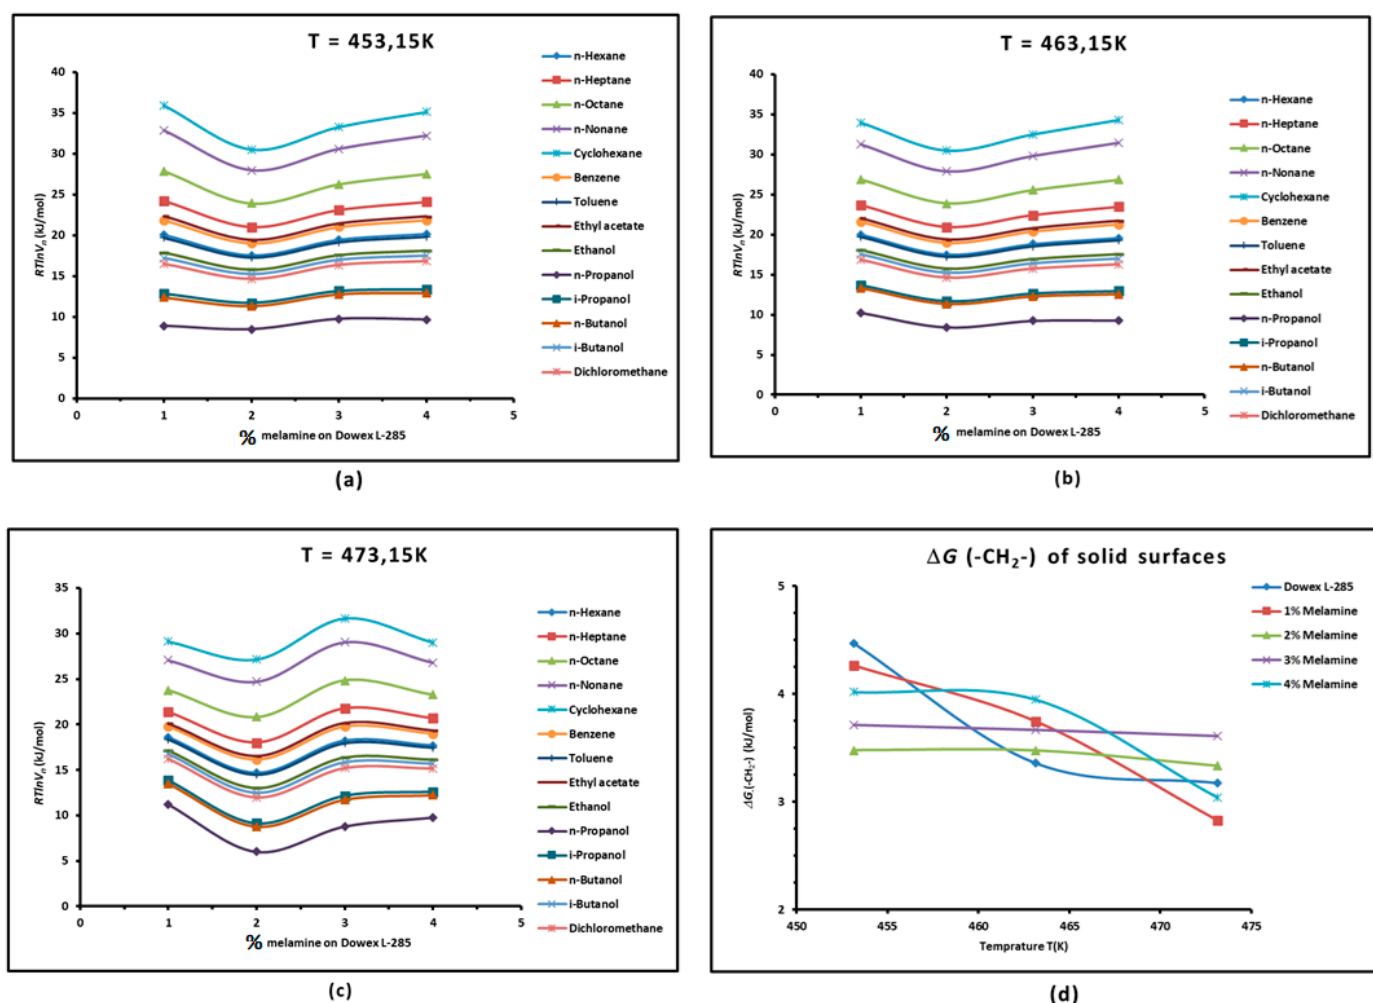 T = 453,15K
RTlnVn (kJ/mol)
40
35
30
25
20
15
10
5
0
0 1 2 3 4 5
% melamine on Dowex L-285
n-Hexane
n-Heptane
n-Octane
n-Nonane
Cyclohexane
Benzene
Toluene
Ethyl acetate
Ethanol
n-Propanol
i-Propanol
n-Butanol
i-Butanol
Dichloromethane
(a)
T = 463,15K
RTlnVn (kJ/mol)
40
35
30
25
20
15
10
5
0
0 1 2 3 4 5
% melamine on Dowex L-285
n-Hexane
n-Heptane
n-Octane
n-Nonane
Cyclohexane
Benzene
Toluene
Ethyl acetate
Ethanol
n-Propanol
i-Propanol
n-Butanol
i-Butanol
Dichloromethane
(b)
T = 473,15K
RTlnVn (kJ/mol)
35
30
25
20
15
10
5
0
0 1 2 3 4 5
% melamine on Dowex L-285
n-Hexane
n-Heptane
n-Octane
n-Nonane
Cyclohexane
Benzene
Toluene
Ethyl acetate
Ethanol
n-Propanol
i-Propanol
n-Butanol
i-Butanol
Dichloromethane
(c)
ΔG (-CH₂-) of solid surfaces
ΔG (-CH₂-) (kJ/mol)
5
4
3
2
450 455 460 465 470 475
Temprature T(K)
Dowex L-285
1% Melamine
2% Melamine
3% Melamine
4% Melamine
(d)